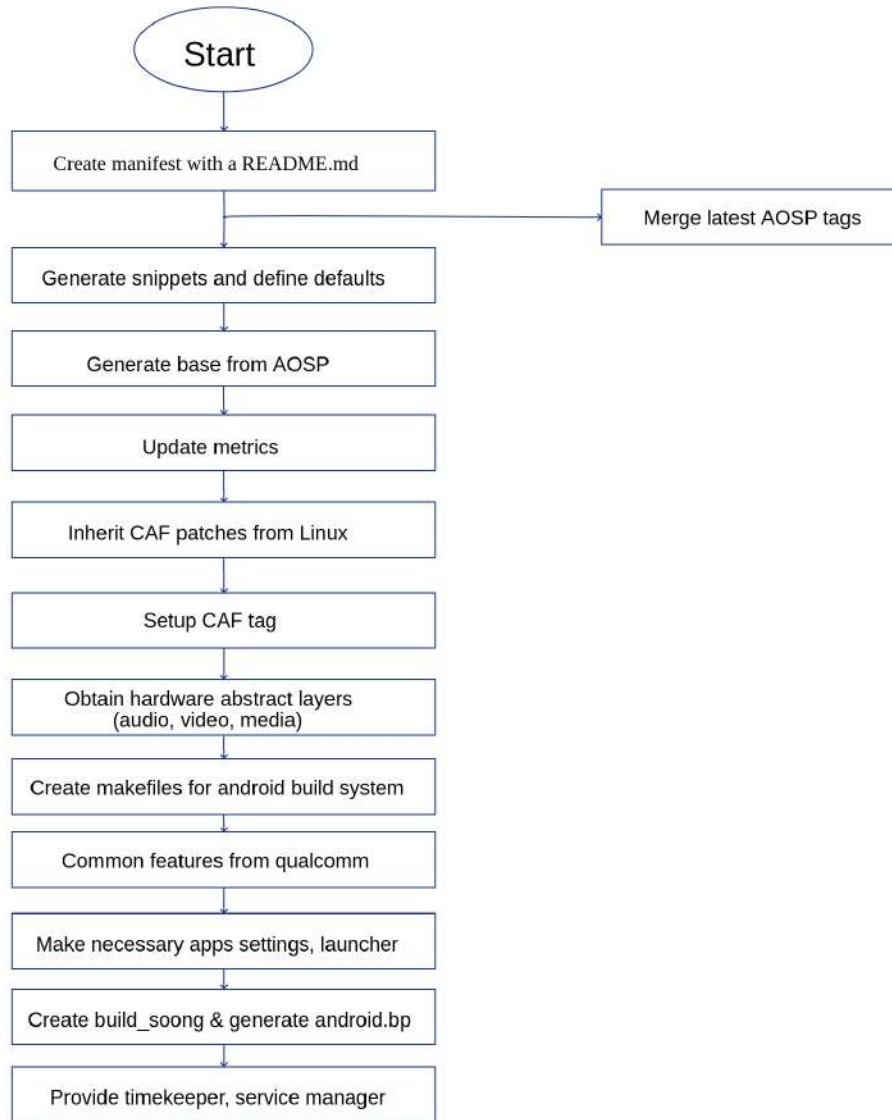 Start
Create manifest with a README.md
Merge latest AOSP tags
Generate snippets and define defaults
Generate base from AOSP
Update metrics
Inherit CAF patches from Linux
Setup CAF tag
Obtain hardware abstract layers
(audio, video, media)
Create makefiles for android build system
Common features from qualcomm
Make necessary apps settings, launcher
Create build_soong & generate android.bp
Provide timekeeper, service manager